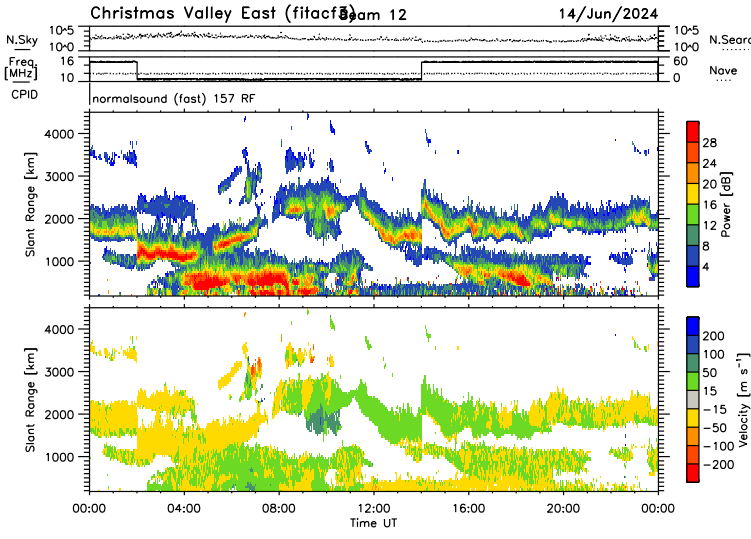 Christmas Valley East (fitacf3) Beam 12 14/Jun/2024
N.Sky 10^5 10^0 10^5 10^0 N.Searc
Freq. [MHz] 16 10 60 0 Nave
CPID normalsound (fast) 157 RF
Slant Range [km] 4000 3000 2000 1000
Power [dB] 28 24 20 16 12 8 4
Slant Range [km] 4000 3000 2000 1000
Velocity [m s⁻¹] 200 100 50 15 -15 -50 -100 -200
00:00 04:00 08:00 12:00 16:00 20:00 00:00
Time UT